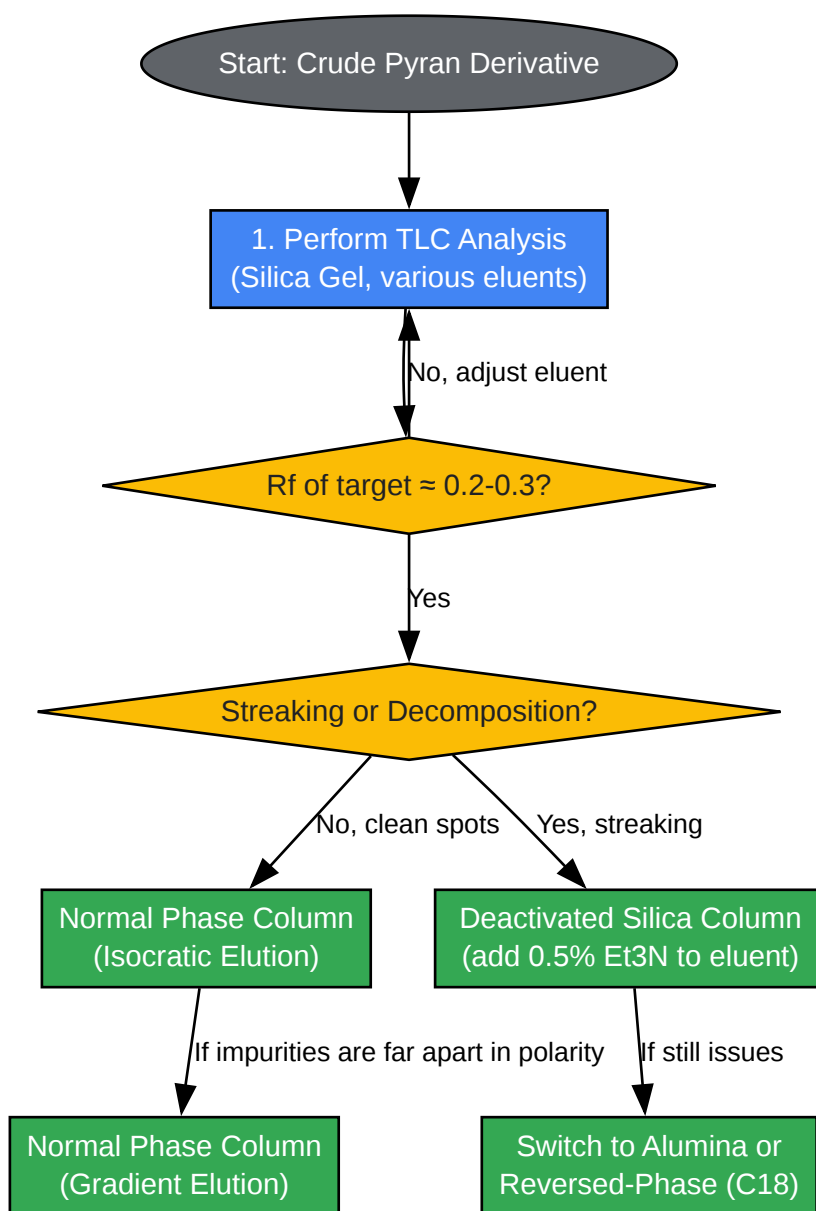 Start: Crude Pyran Derivative
1. Perform TLC Analysis
(Silica Gel, various eluents)
No, adjust eluent
Rf of target ≈ 0.2-0.3?
Yes
Streaking or Decomposition?
No, clean spots
Yes, streaking
Normal Phase Column
(Isocratic Elution)
Deactivated Silica Column
(add 0.5% Et3N to eluent)
If impurities are far apart in polarity
If still issues
Normal Phase Column
(Gradient Elution)
Switch to Alumina or
Reversed-Phase (C18)